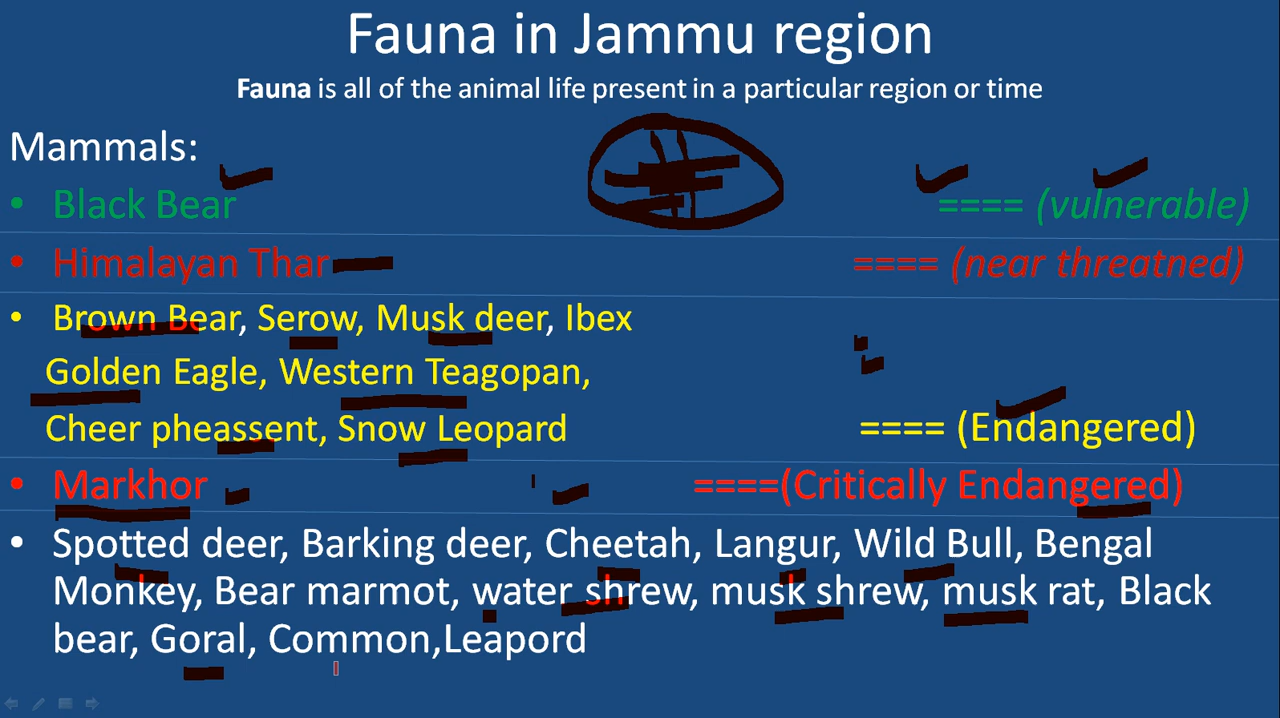 Fauna in Jammu region
Fauna is all of the animal life present in a particular region or time
Mammals:
• Black Bear ==== (vulnerable)
• Himalayan Thar ==== (near threatned)
• Brown Bear, Serow, Musk deer, Ibex
Golden Eagle, Western Teagopan,
Cheer pheassent, Snow Leopard ==== (Endangered)
• Markhor ====(Critically Endangered)
• Spotted deer, Barking deer, Cheetah, Langur, Wild Bull, Bengal
Monkey, Bear marmot, water shrew, musk shrew, musk rat, Black
bear, Goral, Common,Leapord